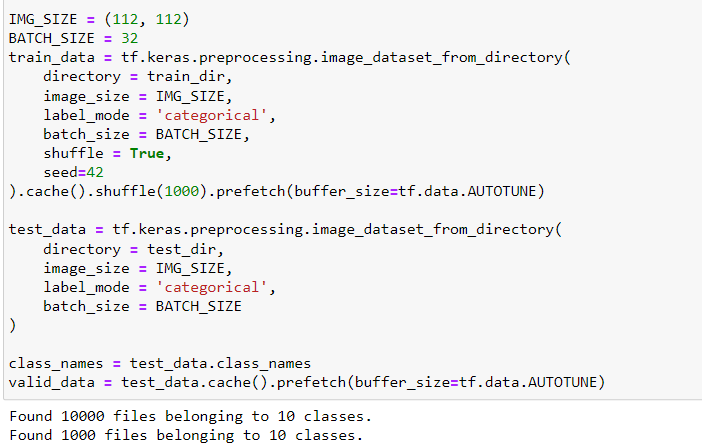 IMG_SIZE = (112, 112)
BATCH_SIZE = 32
train_data = tf.keras.preprocessing.image_dataset_from_directory(
    directory = train_dir,
    image_size = IMG_SIZE,
    label_mode = 'categorical',
    batch_size = BATCH_SIZE,
    shuffle = True,
    seed=42
).cache().shuffle(1000).prefetch(buffer_size=tf.data.AUTOTUNE)
test_data = tf.keras.preprocessing.image_dataset_from_directory(
    directory = test_dir,
    image_size = IMG_SIZE,
    label_mode = 'categorical',
    batch_size = BATCH_SIZE
)
class_names = test_data.class_names
valid_data = test_data.cache().prefetch(buffer_size=tf.data.AUTOTUNE)
Found 10000 files belonging to 10 classes.
Found 1000 files belonging to 10 classes.